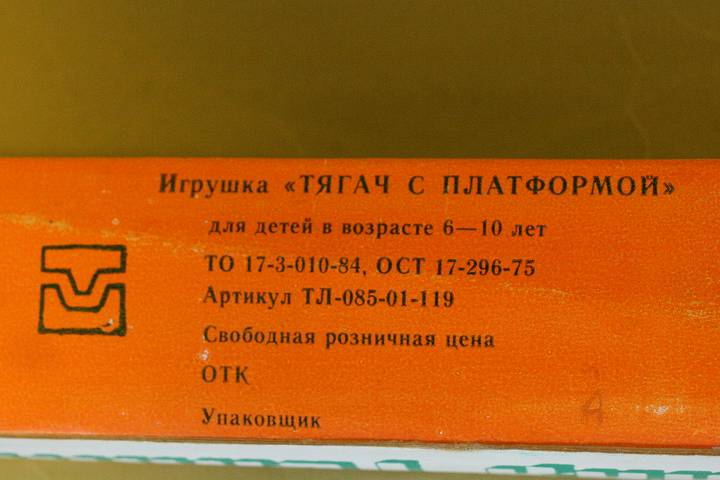 Игрушка «ТЯГАЧ С ПЛАТФОРМОЙ»
для детей в возрасте 6—10 лет
ТО 17-3-010-84, ОСТ 17-296-75
Артикул ТЛ-085-01-119
Свободная розничная цена
ОТК
4
Упаковщик